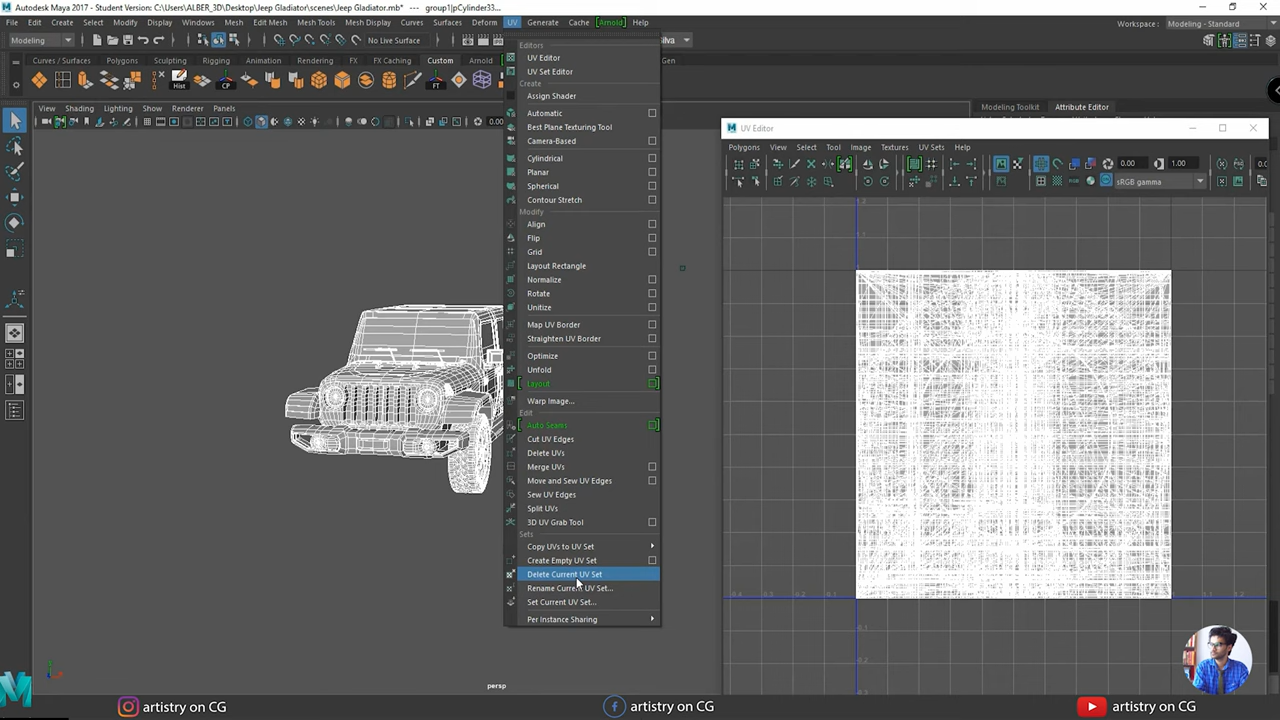 Autodesk Maya 2017 - Student Version: C:\Users\ALBER_3D\Desktop\Jeep Gladiator\scenes\Jeep Gladiator.mb* --- group1|pCylinder33...
File Edit Create Select Modify Display Windows Mesh Edit Mesh Mesh Tools Mesh Display Curves Surfaces Deform UV Generate Cache [Arnold] Help
Workspace : Modeling - Standard
Modeling No Live Surface
Curves / Surfaces Polygons Sculpting Rigging Animation Rendering FX FX Caching Custom Arnold
Hist CP FT
View Shading Lighting Show Renderer Panels
0.00
Modeling Toolkit Attribute Editor
Editors
UV Editor
UV Set Editor
Create
Assign Shader
Automatic
Best Plane Texturing Tool
Camera-Based
Cylindrical
Planar
Spherical
Contour Stretch
Modify
Align
Flip
Grid
Layout Rectangle
Normalize
Rotate
Unitize
Map UV Border
Straighten UV Border
Optimize
Unfold
Layout
Warp Image...
Edit
Auto Seams
Cut UV Edges
Delete UVs
Merge UVs
Move and Sew UV Edges
Sew UV Edges
Split UVs
3D UV Grab Tool
Sets
Copy UVs to UV Set
Create Empty UV Set
Delete Current UV Set
Rename Current UV Set...
Set Current UV Set...
Per Instance Sharing
UV Editor
Polygons View Select Tool Image Textures UV Sets Help
0.00 1.00
sRGB gamma
persp
artistry on CG
artistry on CG
artistry on CG